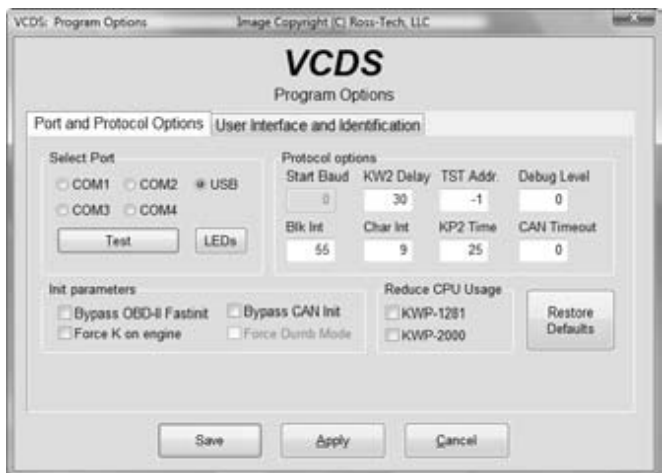 VCDS: Program Options Image Copyright (C) Ross-Tech, LLC
VCDS
Program Options
Port and Protocol Options User Interface and Identification
Select Port
COM1 COM2 USB
COM3 COM4
Test LEDs
Protocol options
Start Baud KW2 Delay TST Addr. Debug Level
0 30 -1 0
Blk Int Char Int KP2 Time CAN Timeout
55 9 25 0
Init parameters
Bypass OBD-II Fastinit Bypass CAN Init
Force K on engine Force Dumb Mode
Reduce CPU Usage
KWP-1281
KWP-2000
Restore
Defaults
Save Apply Cancel